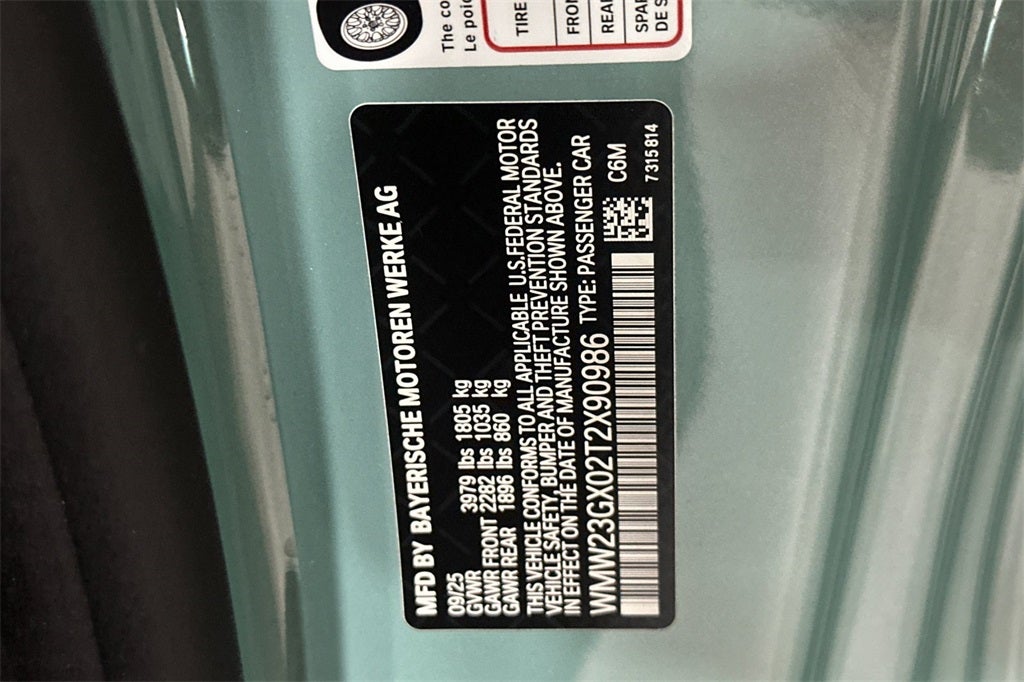 The co
Le poi
TIRE
FRON
REAR
SPAR
DE S
MFD BY BAYERISCHE MOTOREN WERKE AG
09/25
GVWR 3979 lbs 1805 kg
GAWR FRONT 2282 lbs 1035 kg
GAWR REAR 1896 lbs 860 kg
THIS VEHICLE CONFORMS TO ALL APPLICABLE U.S.FEDERAL MOTOR
VEHICLE SAFETY, BUMPER AND THEFT PREVENTION STANDARDS
IN EFFECT ON THE DATE OF MANUFACTURE SHOWN ABOVE.
WMW23GX02T2X90986 TYPE: PASSENGER CAR
C6M
7315814